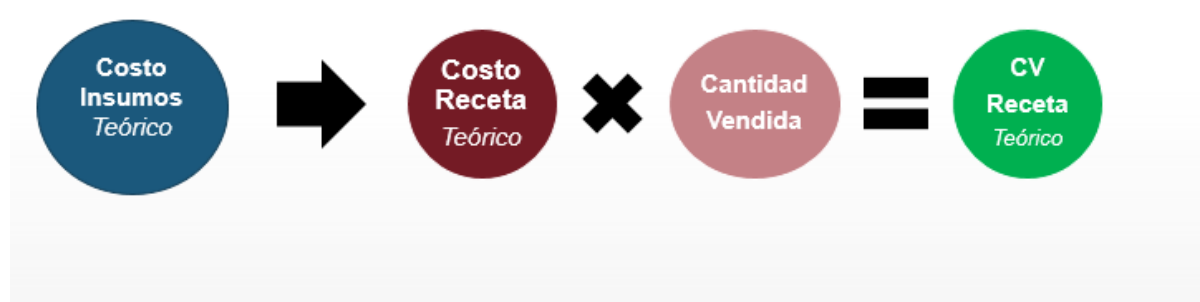 Costo
Insumos
Teórico
Costo
Receta
Teórico
Cantidad
Vendida
CV
Receta
Teórico